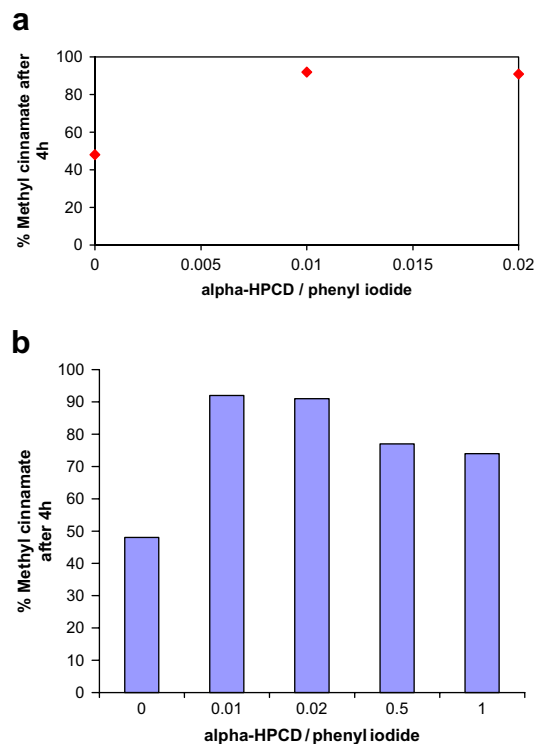 a
100
80
60
40
20
0
% Methyl cinnamate after
4h
0 0.005 0.01 0.015 0.02
alpha-HPCD / phenyl iodide
b
100
90
80
70
60
50
40
30
20
10
0
% Methyl cinnamate
after 4h
0 0.01 0.02 0.5 1
alpha-HPCD / phenyl iodide